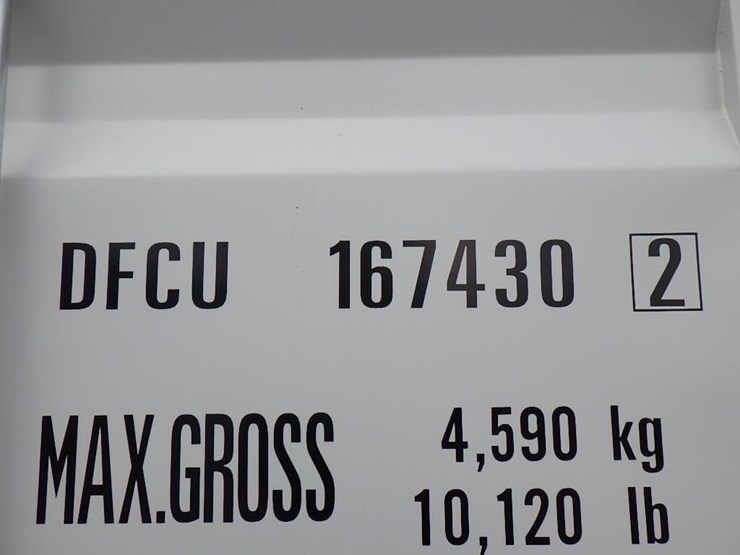 DFCU 167430 2
MAX.GROSS 4,590 kg
10,120 lb